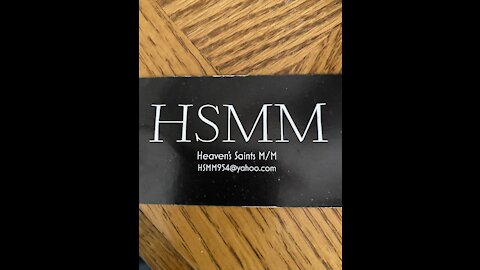 HSMM
Heaven's Saints M/M
HSMM954@yahoo.com